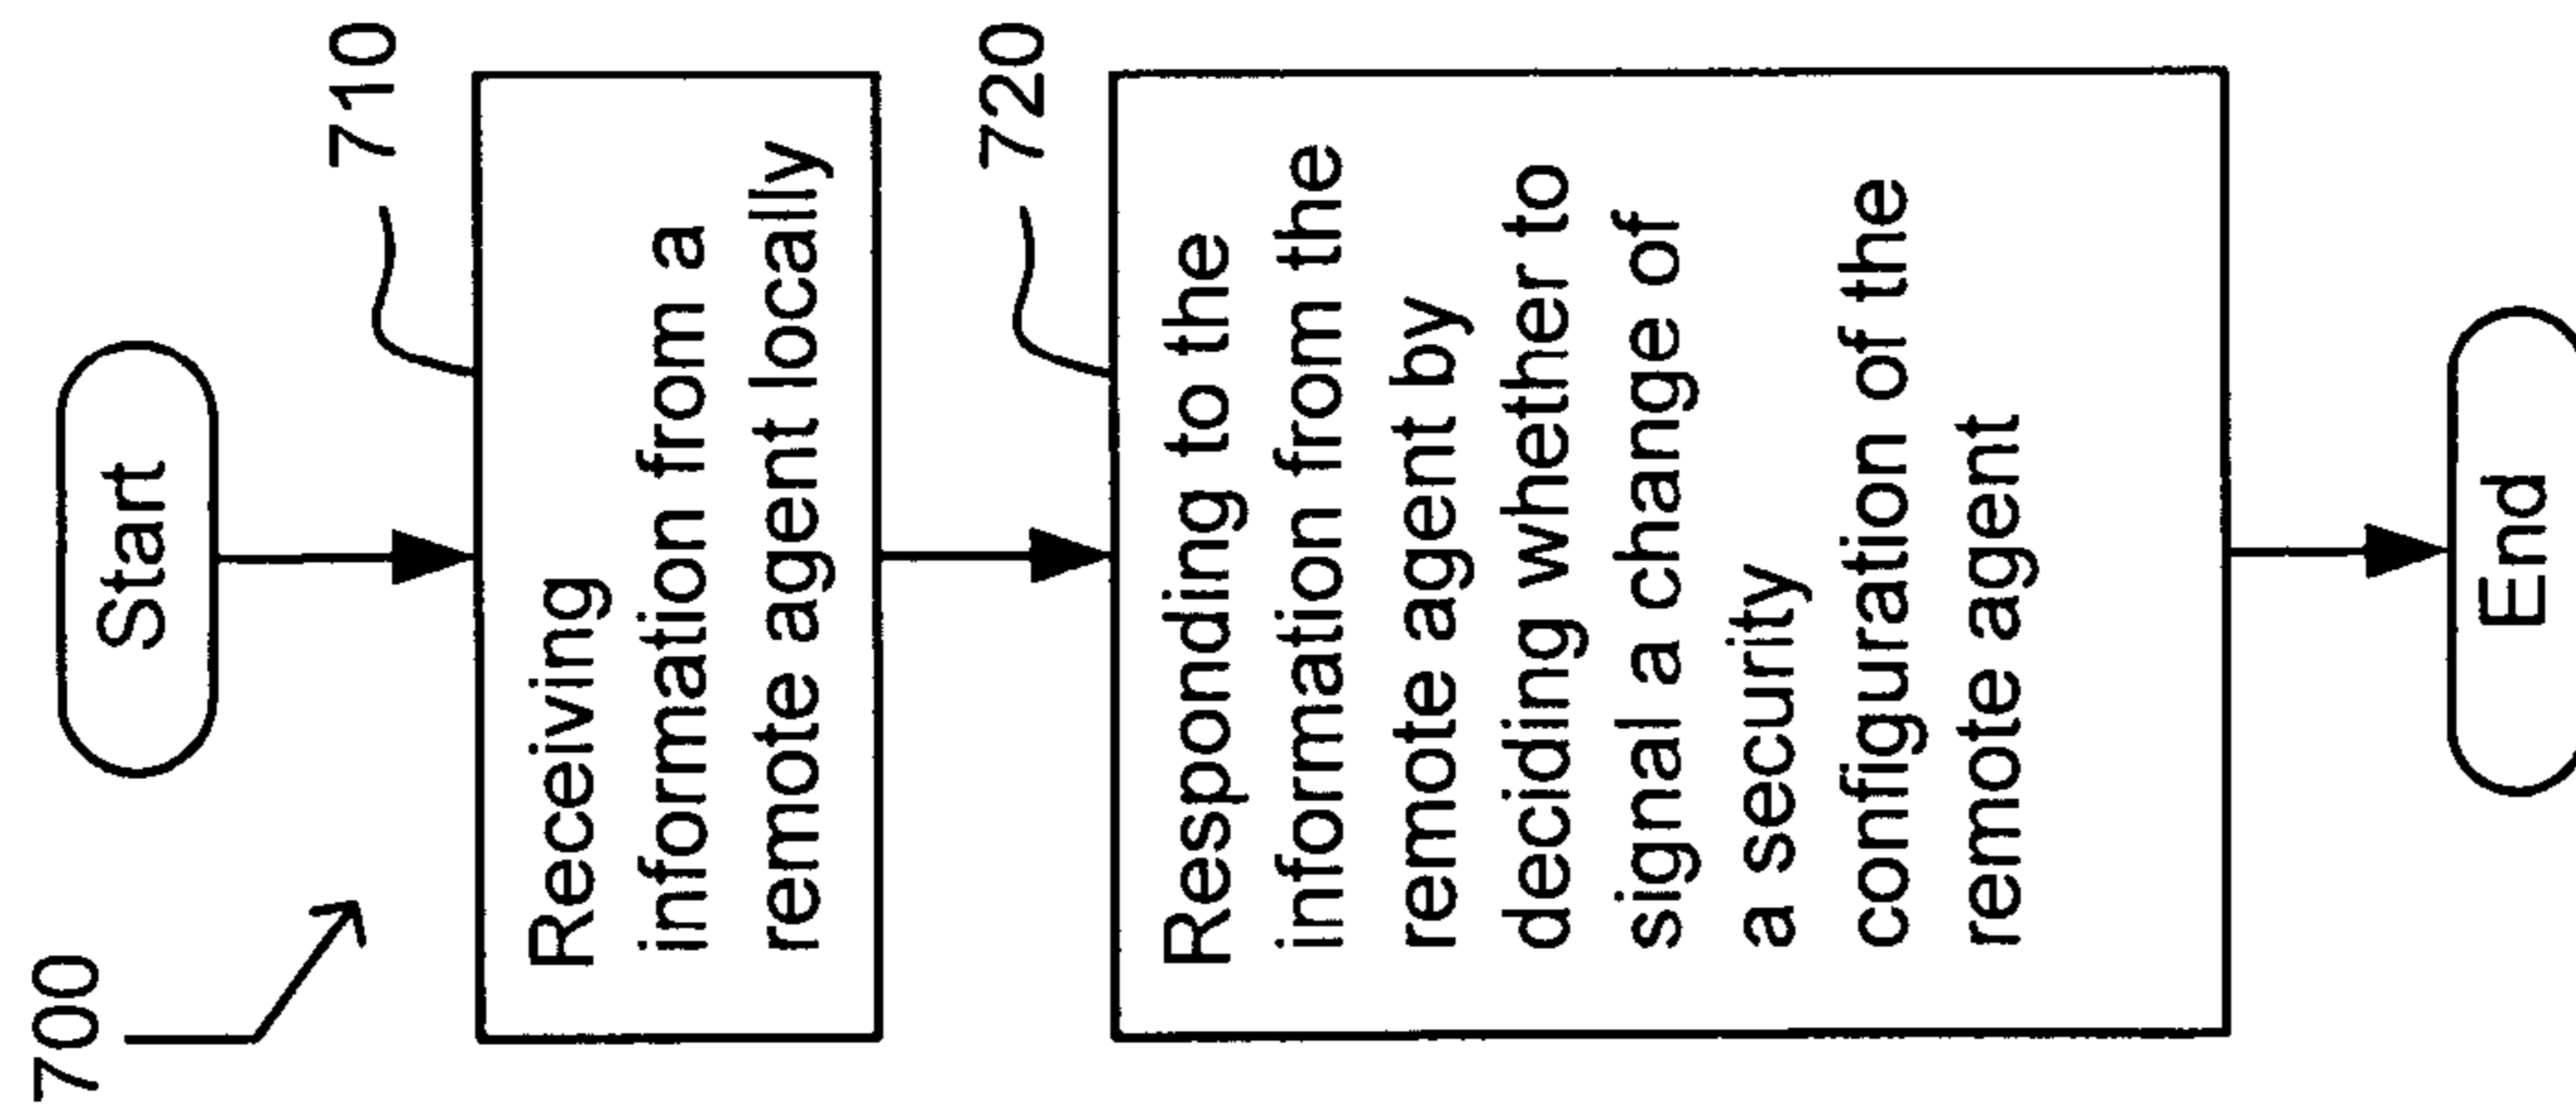 700
Start
710
Receiving
information from a
remote agent locally
720
Responding to the
information from the
remote agent by
deciding whether to
signal a change of
a security
configuration of the
remote agent
End